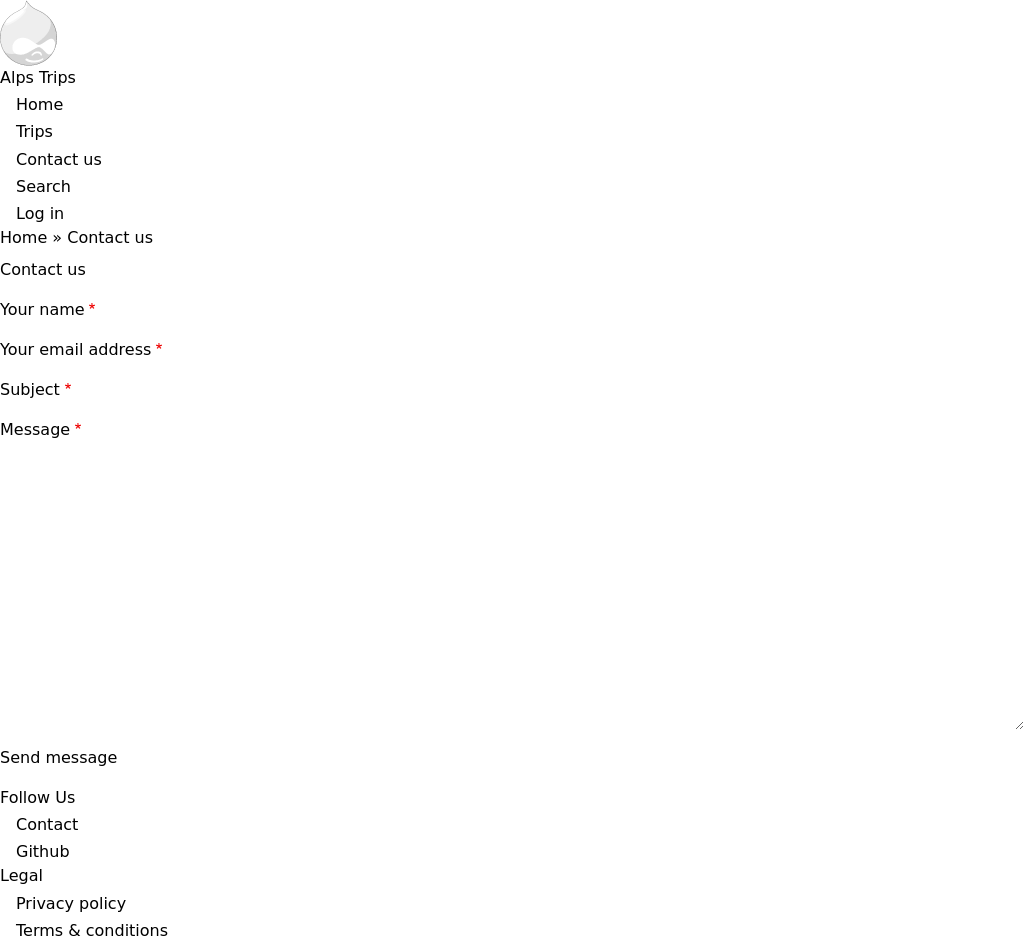 Alps Trips
Home
Trips
Contact us
Search
Log in
Home » Contact us
Contact us
Your name *
Your email address *
Subject *
Message *
Send message
Follow Us
Contact
Github
Legal
Privacy policy
Terms & conditions